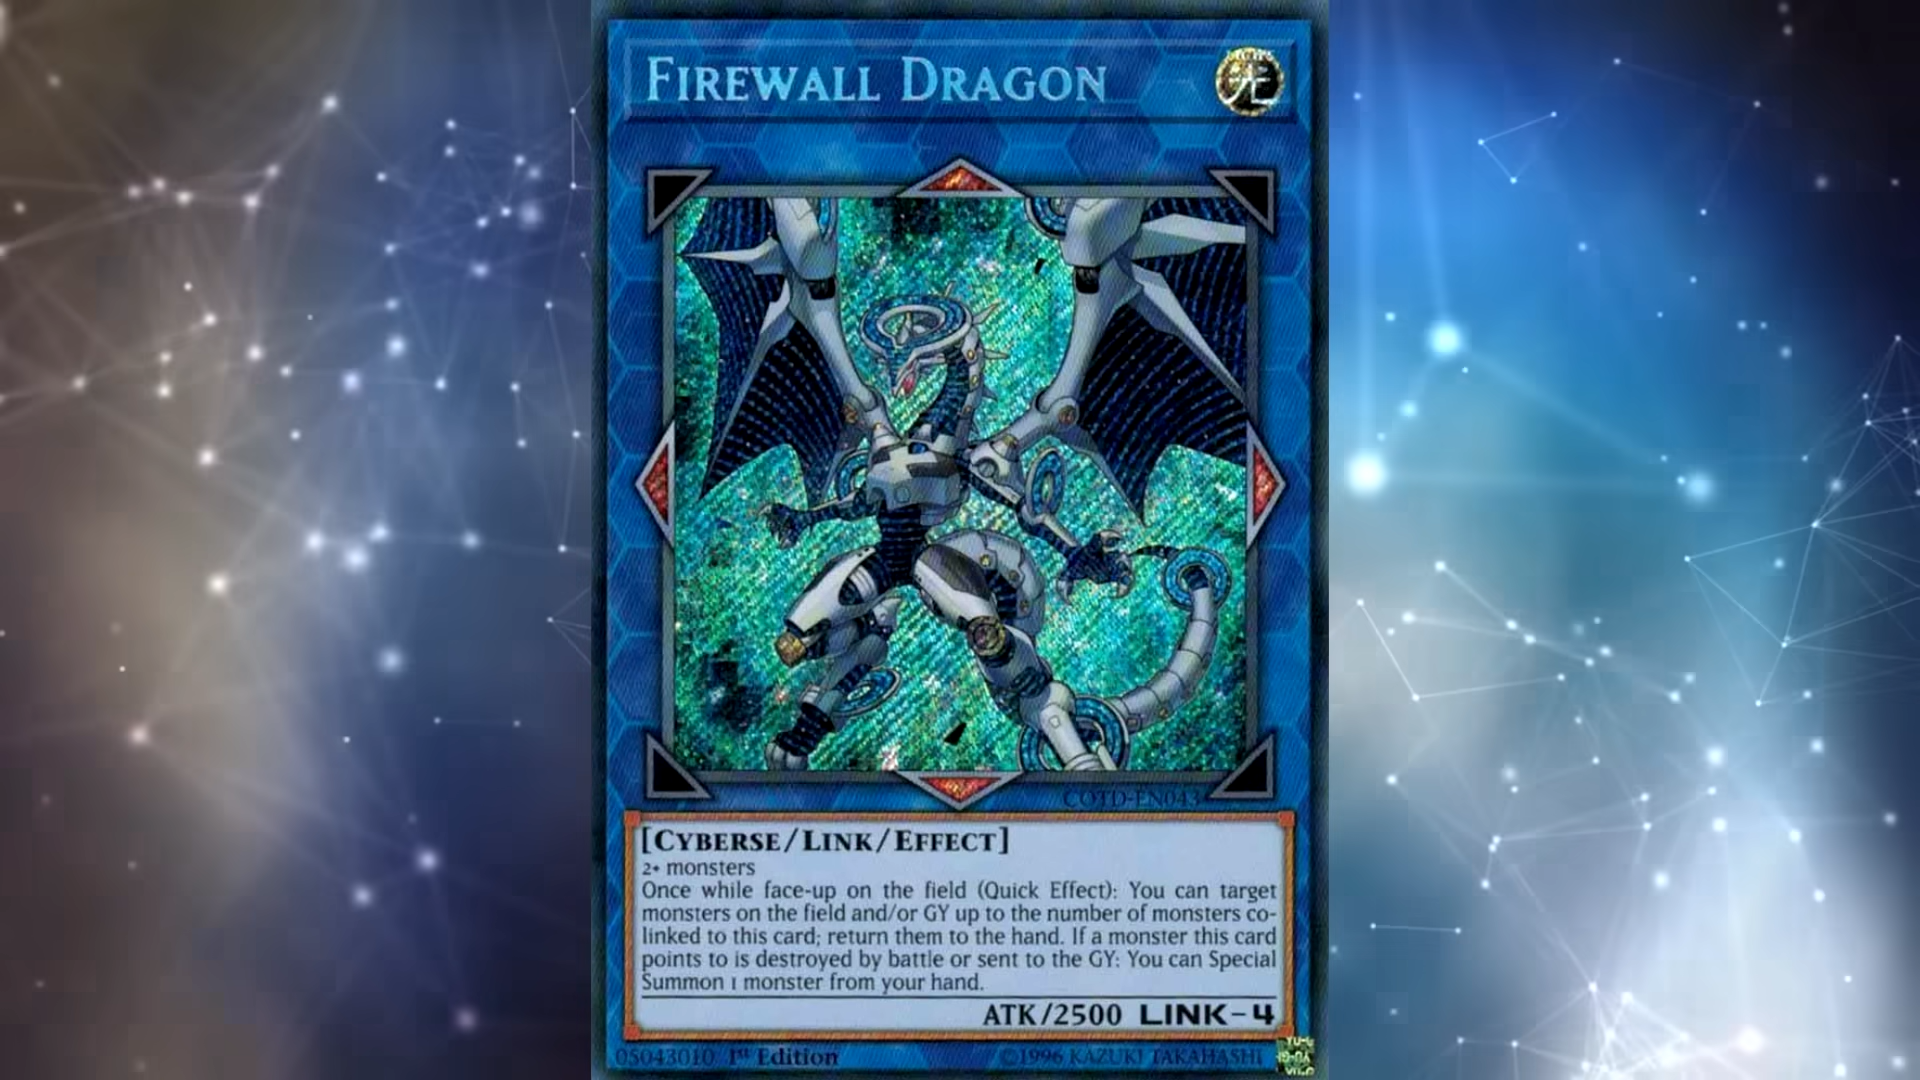 FIREWALL DRAGON
光
COTD-EN043
[CYBERSE/LINK/EFFECT]
2+ monsters
Once while face-up on the field (Quick Effect): You can target
monsters on the field and/or GY up to the number of monsters co-
linked to this card; return them to the hand. If a monster this card
points to is destroyed by battle or sent to the GY: You can Special
Summon 1 monster from your hand.
ATK/2500 LINK-4
05043010 1st Edition ©1996 KAZUKI TAKAHASHI